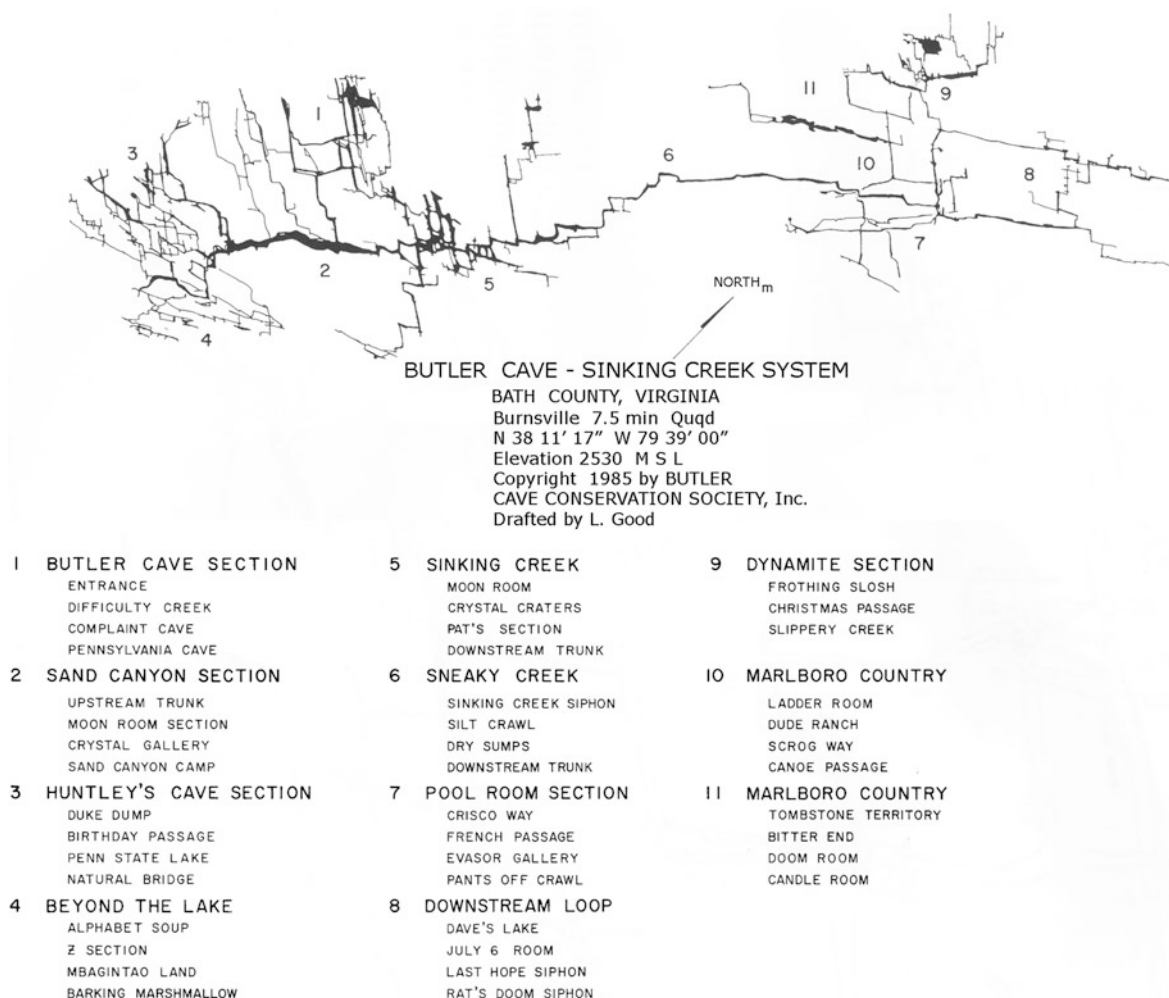 11
9
1
3
6
10
8
7
2
5
4
NORTH m
BUTLER CAVE - SINKING CREEK SYSTEM
BATH COUNTY, VIRGINIA
Burnsville 7.5 min Quqd
N 38 11' 17" W 79 39' 00"
Elevation 2530 M S L
Copyright 1985 by BUTLER
CAVE CONSERVATION SOCIETY, Inc.
Drafted by L. Good
1 BUTLER CAVE SECTION
ENTRANCE
DIFFICULTY CREEK
COMPLAINT CAVE
PENNSYLVANIA CAVE
2 SAND CANYON SECTION
UPSTREAM TRUNK
MOON ROOM SECTION
CRYSTAL GALLERY
SAND CANYON CAMP
3 HUNTLEY'S CAVE SECTION
DUKE DUMP
BIRTHDAY PASSAGE
PENN STATE LAKE
NATURAL BRIDGE
4 BEYOND THE LAKE
ALPHABET SOUP
Z SECTION
MBAGINTAO LAND
BARKING MARSHMALLOW
5 SINKING CREEK
MOON ROOM
CRYSTAL CRATERS
PAT'S SECTION
DOWNSTREAM TRUNK
6 SNEAKY CREEK
SINKING CREEK SIPHON
SILT CRAWL
DRY SUMPS
DOWNSTREAM TRUNK
7 POOL ROOM SECTION
CRISCO WAY
FRENCH PASSAGE
EVASOR GALLERY
PANTS OFF CRAWL
8 DOWNSTREAM LOOP
DAVE'S LAKE
JULY 6 ROOM
LAST HOPE SIPHON
RAT'S DOOM SIPHON
9 DYNAMITE SECTION
FROTHING SLOSH
CHRISTMAS PASSAGE
SLIPPERY CREEK
10 MARLBORO COUNTRY
LADDER ROOM
DUDE RANCH
SCROG WAY
CANOE PASSAGE
11 MARLBORO COUNTRY
TOMBSTONE TERRITORY
BITTER END
DOOM ROOM
CANDLE ROOM